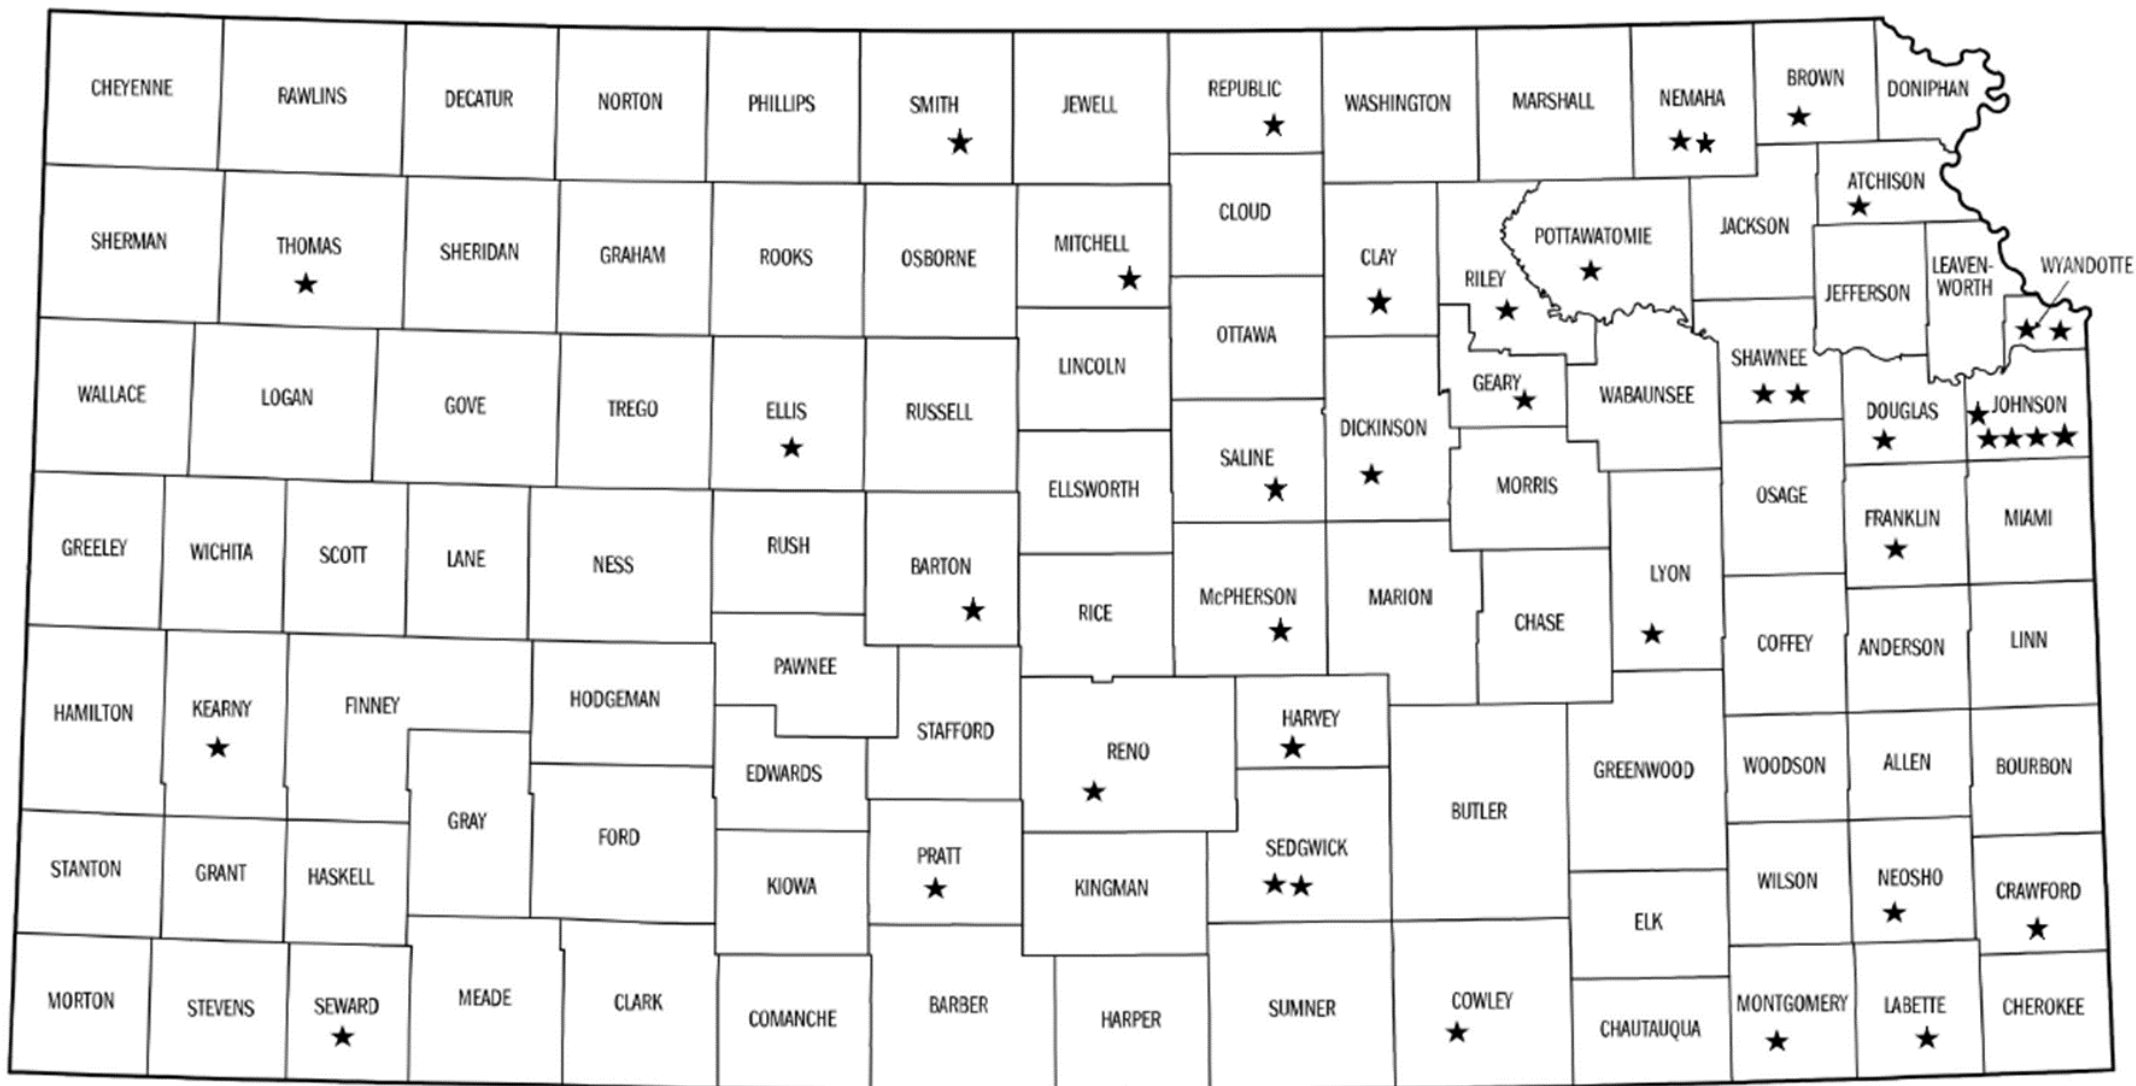 CHEYENNE
RAWLINS
DECATUR
NORTON
PHILLIPS
SMITH
JEWELL
REPUBLIC
WASHINGTON
MARSHALL
NEMAHA
BROWN
DONIPHAN
SHERMAN
THOMAS
SHERIDAN
GRAHAM
ROOKS
OSBORNE
MITCHELL
CLOUD
CLAY
RILEY
POTTAWATOMIE
JACKSON
ATCHISON
JEFFERSON
LEAVEN-
WORTH
WYANDOTTE
WALLACE
LOGAN
GOVE
TREGO
ELLIS
RUSSELL
LINCOLN
OTTAWA
SALINE
DICKINSON
GEARY
WABAUNSEE
SHAWNEE
DOUGLAS
JOHNSON
GREELEY
WICHITA
SCOTT
LANE
NESS
RUSH
BARTON
ELLSWORTH
RICE
McPHERSON
MARION
MORRIS
CHASE
LYON
OSAGE
FRANKLIN
MIAMI
COFFEY
ANDERSON
LINN
HAMILTON
KEARNY
FINNEY
HODGEMAN
PAWNEE
STAFFORD
EDWARDS
RENO
HARVEY
BUTLER
GREENWOOD
WOODSON
ALLEN
BOURBON
STANTON
GRANT
HASKELL
GRAY
FORD
KIOWA
PRATT
KINGMAN
SEDGWICK
ELK
WILSON
NEOSHO
CRAWFORD
MORTON
STEVENS
SEWARD
MEADE
CLARK
COMANCHE
BARBER
HARPER
SUMNER
COWLEY
CHAUTAUQUA
MONTGOMERY
LABETTE
CHEROKEE